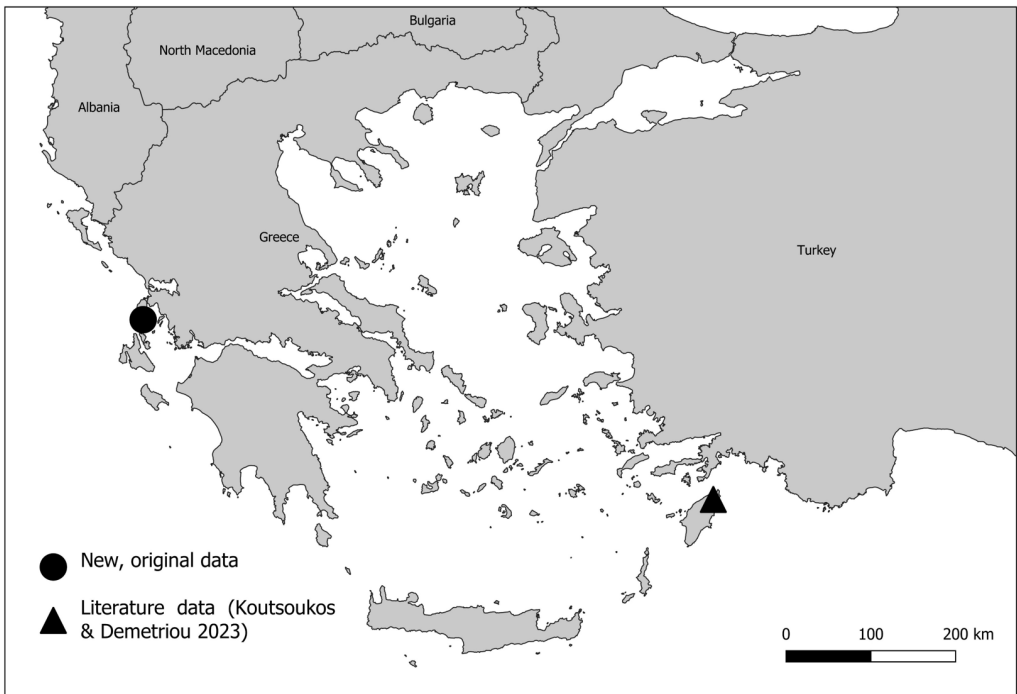 Bulgaria
North Macedonia
Albania
Greece
Turkey
New, original data
Literature data (Koutsoukos
& Demetriou 2023)
0 100 200 km